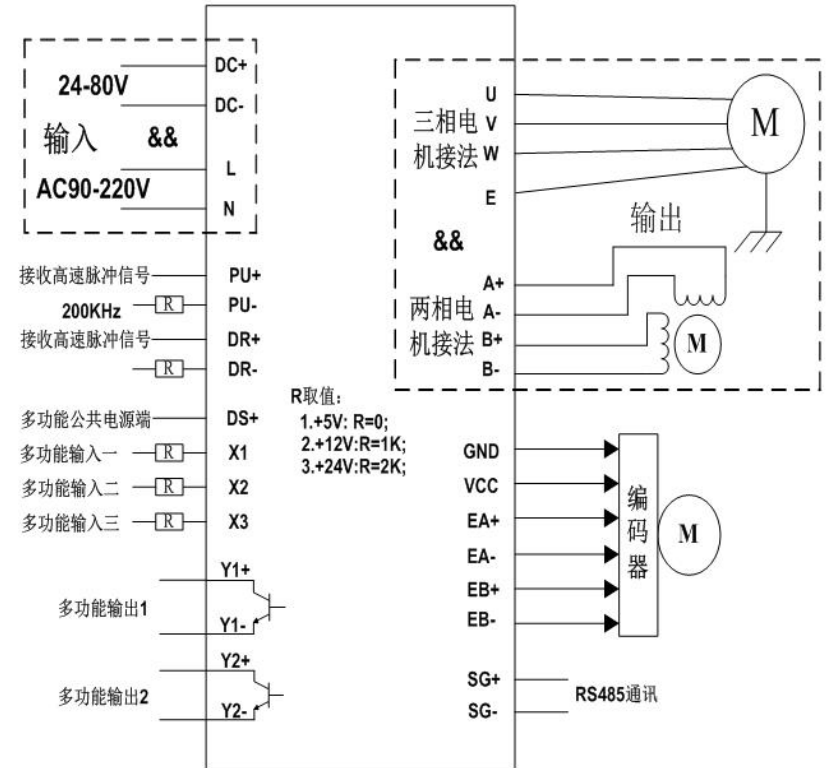 24-80V
输入
&&
AC90-220V
DC+
DC-
L
N
接收高速脉冲信号
PU+
200KHz
R
PU-
接收高速脉冲信号
DR+
R
DR-
多功能公共电源端
DS+
多功能输入一
R
X1
多功能输入二
R
X2
多功能输入三
R
X3
Y1+
多功能输出1
Y1-
Y2+
多功能输出2
Y2-
R取值：
1.+5V: R=0;
2.+12V:R=1K;
3.+24V:R=2K;
三相电
机接法
U
V
W
E
M
&&
输出
两相电
机接法
A+
A-
B+
B-
M
GND
VCC
EA+
EA-
EB+
EB-
编
码
器
M
SG+
SG-
RS485通讯